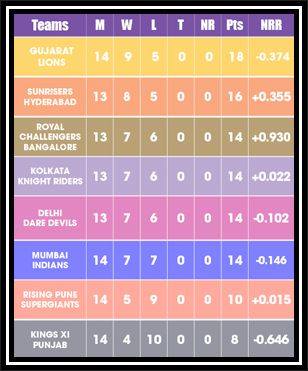 Teams M W L T NR Pts NRR
GUJARAT
LIONS 14 9 5 0 0 18 -0.374
SUNRISERS
HYDERABAD 13 8 5 0 0 16 +0.355
ROYAL
CHALLENGERS
BANGALORE 13 7 6 0 0 14 +0.930
KOLKATA
KNIGHT RIDERS 13 7 6 0 0 14 +0.022
DELHI
DARE DEVILS 13 7 6 0 0 14 -0.102
MUMBAI
INDIANS 14 7 7 0 0 14 -0.146
RISING PUNE
SUPERGIANTS 14 5 9 0 0 10 +0.015
KINGS XI
PUNJAB 14 4 10 0 0 8 -0.646